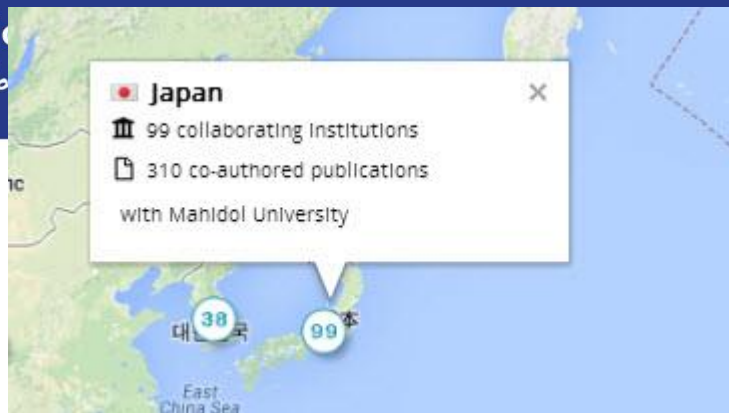 Japan
99 collaborating institutions
310 co-authored publications
with Mahidol University
38
99
East
China Sea